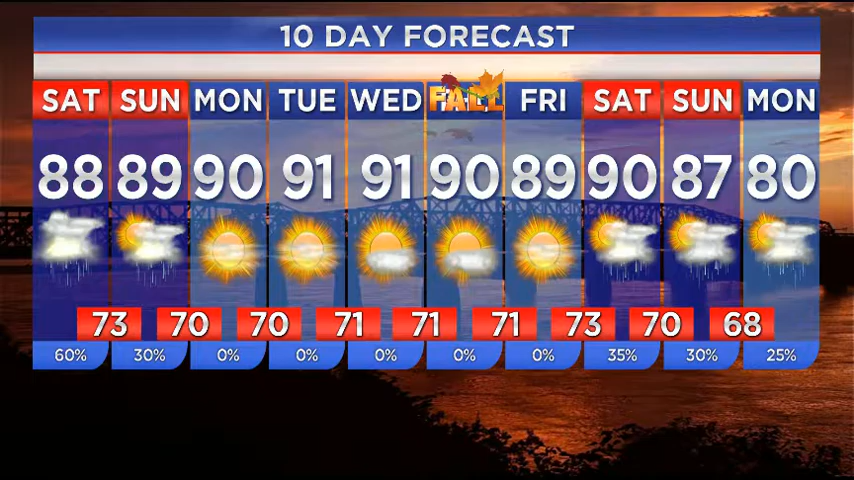 10 DAY FORECAST
SAT SUN MON TUE WED FALL FRI SAT SUN MON
88 89 90 91 91 90 89 90 87 80
73 70 70 71 71 71 73 70 68
60% 30% 0% 0% 0% 0% 0% 35% 30% 25%